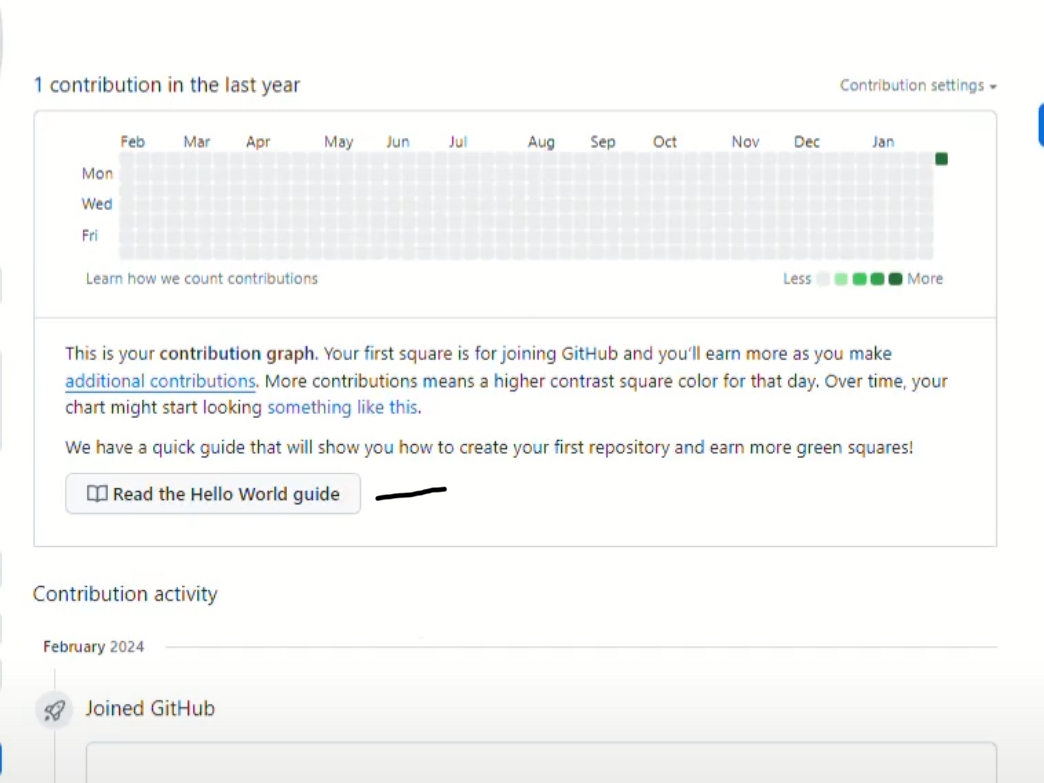 1 contribution in the last year
Contribution settings
Feb Mar Apr May Jun Jul Aug Sep Oct Nov Dec Jan
Mon
Wed
Fri
Learn how we count contributions
Less More
This is your contribution graph. Your first square is for joining GitHub and you'll earn more as you make
additional contributions. More contributions means a higher contrast square color for that day. Over time, your
chart might start looking something like this.
We have a quick guide that will show you how to create your first repository and earn more green squares!
Read the Hello World guide
Contribution activity
February 2024
Joined GitHub